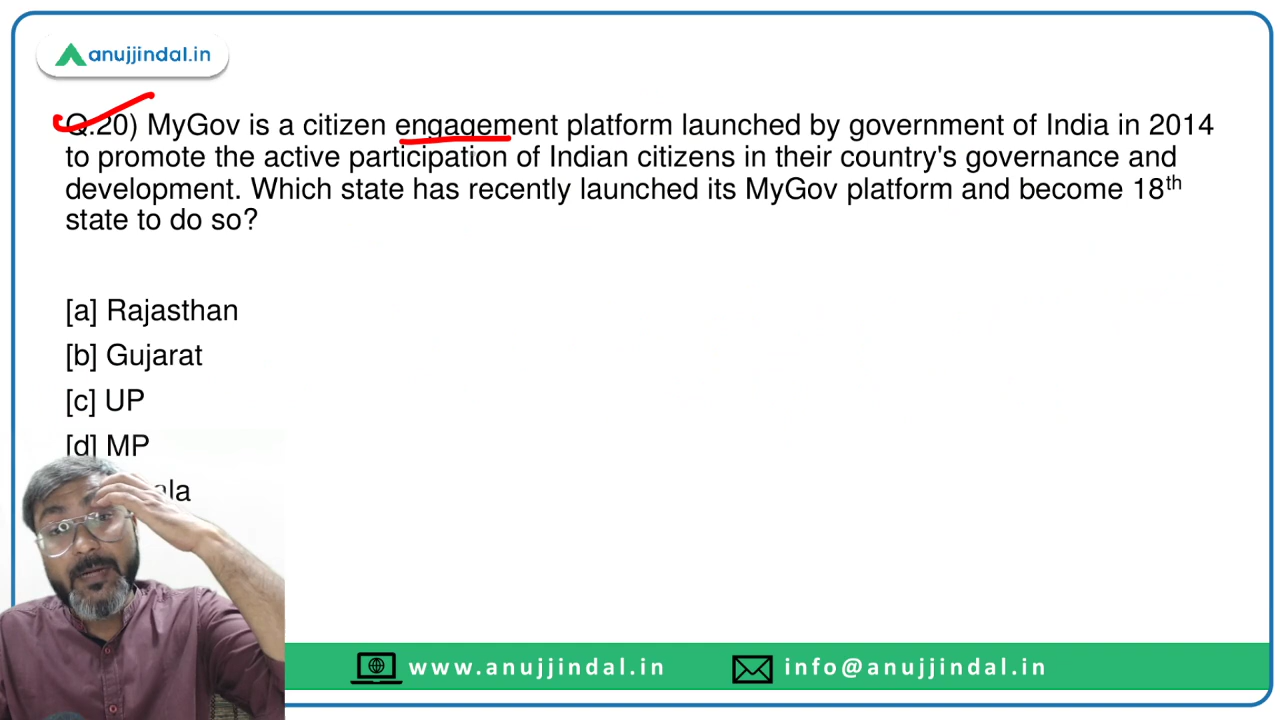 anujjindal.in
Q.20) MyGov is a citizen engagement platform launched by government of India in 2014
to promote the active participation of Indian citizens in their country's governance and
development. Which state has recently launched its MyGov platform and become 18th
state to do so?
[a] Rajasthan
[b] Gujarat
[c] UP
[d] MP
www.anujjindal.in
info@anujjindal.in